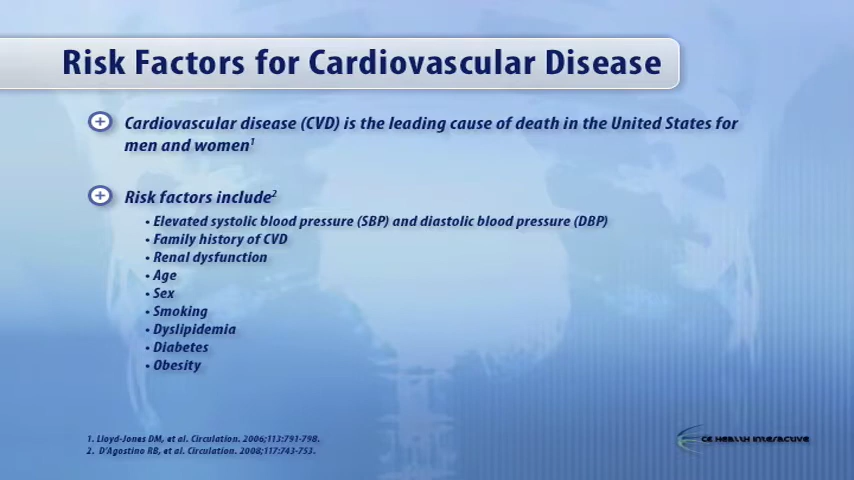 Risk Factors for Cardiovascular Disease
Cardiovascular disease (CVD) is the leading cause of death in the United States for
men and women1
Risk factors include2
• Elevated systolic blood pressure (SBP) and diastolic blood pressure (DBP)
• Family history of CVD
• Renal dysfunction
• Age
• Sex
• Smoking
• Dyslipidemia
• Diabetes
• Obesity
1. Lloyd-Jones DM, et al. Circulation. 2006;113:791-798.
2. D'Agostino RB, et al. Circulation. 2008;117:743-753.
CE Health Interactive